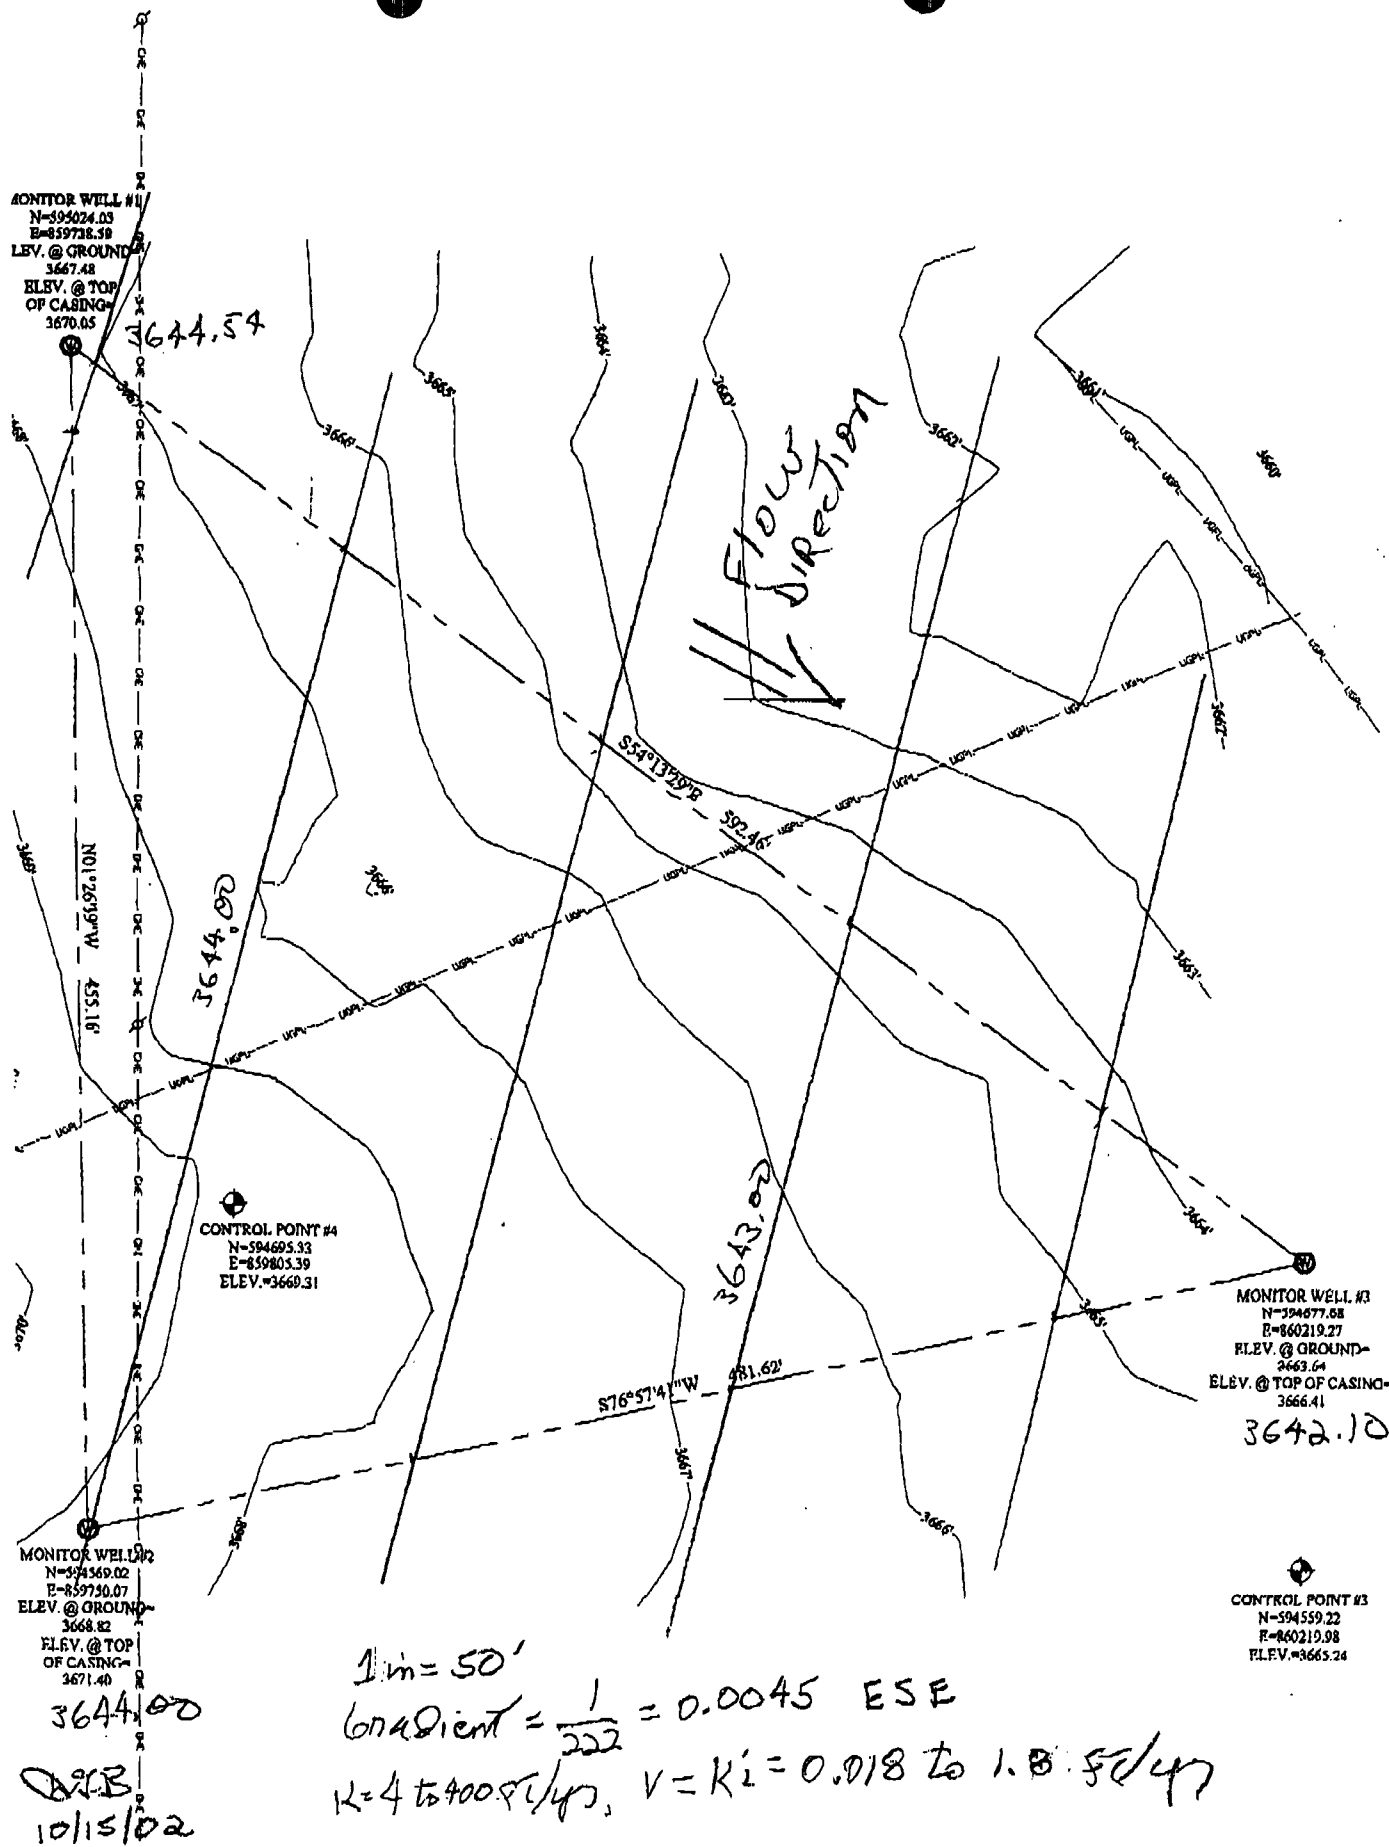 MONITOR WELL #1
N=595024.03
E=859738.59
LEV. @ GROUND=
3667.48
ELEV. @ TOP
OF CASING=
3670.05
3644.54
3666'
3665'
3664'
3663'
3662'
3661'
3660'
Flow
Direction
S54°13'29"E 592.42'
3662'
3663'
3664'
3665'
3666'
3669'
N01°26'39"W 455.16'
3644.00
3643.00
CONTROL POINT #4
N=594695.33
E=859805.39
ELEV.=3669.31
S76°57'41"W 481.62'
3667'
3668'
3666'
MONITOR WELL #3
N=594677.68
E=860219.27
ELEV. @ GROUND=
3663.64
ELEV. @ TOP OF CASING=
3666.41
3642.10
MONITOR WELL #2
N=594569.02
E=859750.07
ELEV. @ GROUND=
3668.82
ELEV. @ TOP
OF CASING=
3671.40
3644.00
CONTROL POINT #3
N=594559.22
E=860219.98
ELEV.=3665.24
1 in = 50'
Gradient = 1/222 = 0.0045 ESE
K=4 to 400 ft/yr, V = Ki = 0.018 to 1.8 ft/yr
10/15/02